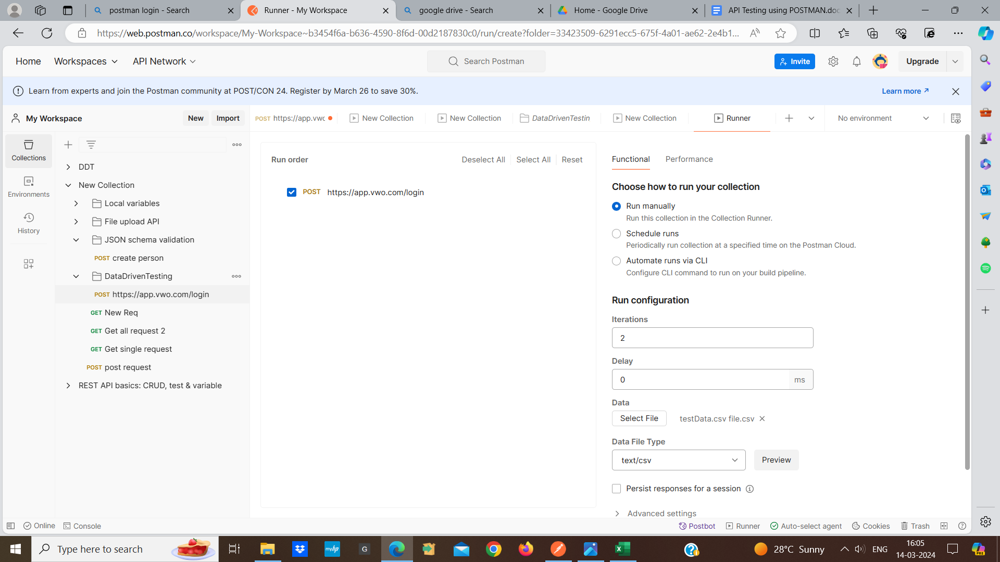 postman login - Search
Runner - My Workspace
google drive - Search
Home - Google Drive
API Testing using POSTMAN.doc
https://web.postman.co/workspace/My-Workspace~b3454f6a-b636-4590-8f6d-00d2187830c0/run/create?folder=33423509-6291ecc5-675f-4a01-ae62-2e4b1...
Home
Workspaces
API Network
Search Postman
Invite
Upgrade
Learn from experts and join the Postman community at POST/CON 24. Register by March 26 to save 30%.
Learn more
My Workspace
New
Import
POST https://app.vwc
New Collection
New Collection
DataDrivenTestin
New Collection
Runner
No environment
Collections
Environments
History
DDT
New Collection
Local variables
File upload API
JSON schema validation
POST create person
DataDrivenTesting
POST https://app.vwo.com/login
GET New Req
GET Get all request 2
GET Get single request
POST post request
REST API basics: CRUD, test & variable
Run order
Deselect All
Select All
Reset
POST https://app.vwo.com/login
Functional
Performance
Choose how to run your collection
Run manually
Run this collection in the Collection Runner.
Schedule runs
Periodically run collection at a specified time on the Postman Cloud.
Automate runs via CLI
Configure CLI command to run on your build pipeline.
Run configuration
Iterations
2
Delay
0
ms
Data
Select File
testData.csv file.csv
Data File Type
text/csv
Preview
Persist responses for a session
Advanced settings
Online
Console
Postbot
Runner
Auto-select agent
Cookies
Trash
Type here to search
myhp
G
28°C Sunny
ENG
16:05
14-03-2024
PRE